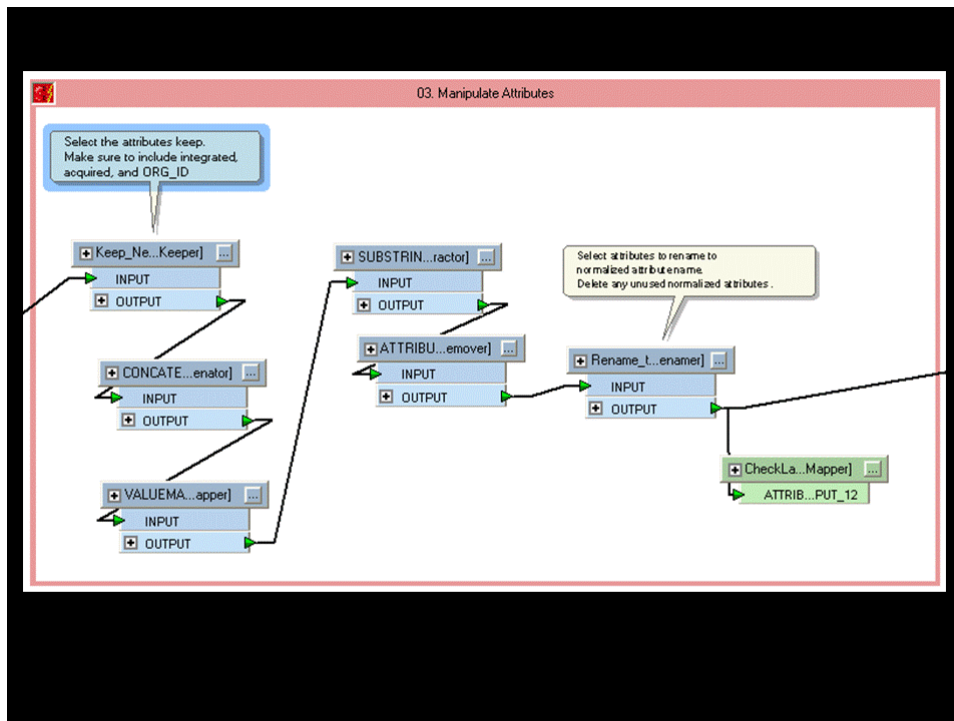 03. Manipulate Attributes
Select the attributes keep.
Make sure to include integrated,
acquired, and ORG_ID
Keep_Ne...Keeper]
...
INPUT
OUTPUT
CONCATE...enator]
...
INPUT
OUTPUT
VALUEMA...apper]
...
INPUT
OUTPUT
SUBSTRIN...ractor]
...
INPUT
OUTPUT
ATTRIBU...emover]
...
INPUT
OUTPUT
Select attributes to rename to
normalized attribute name.
Delete any unused normalized attributes .
Rename_t...enamer]
...
INPUT
OUTPUT
CheckLa...Mapper]
...
ATTRIB...PUT_12